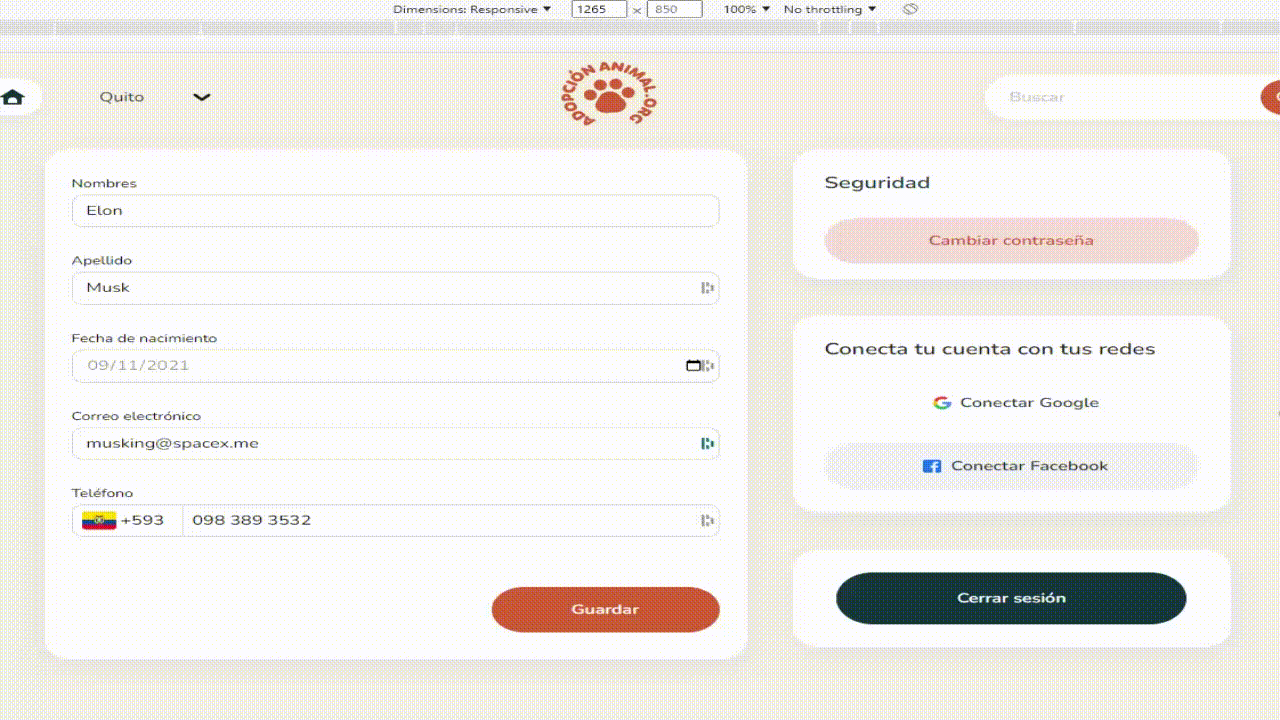 Dimensions: Responsive 1265 x 850 100% No throttling
Quito
ADOPCIÓN ANIMAL.ORG
Buscar
Nombres
Elon
Apellido
Musk
Fecha de nacimiento
09/11/2021
Correo electrónico
musking@spacex.me
Teléfono
+593 098 389 3532
Guardar
Seguridad
Cambiar contraseña
Conecta tu cuenta con tus redes
Conectar Google
Conectar Facebook
Cerrar sesión